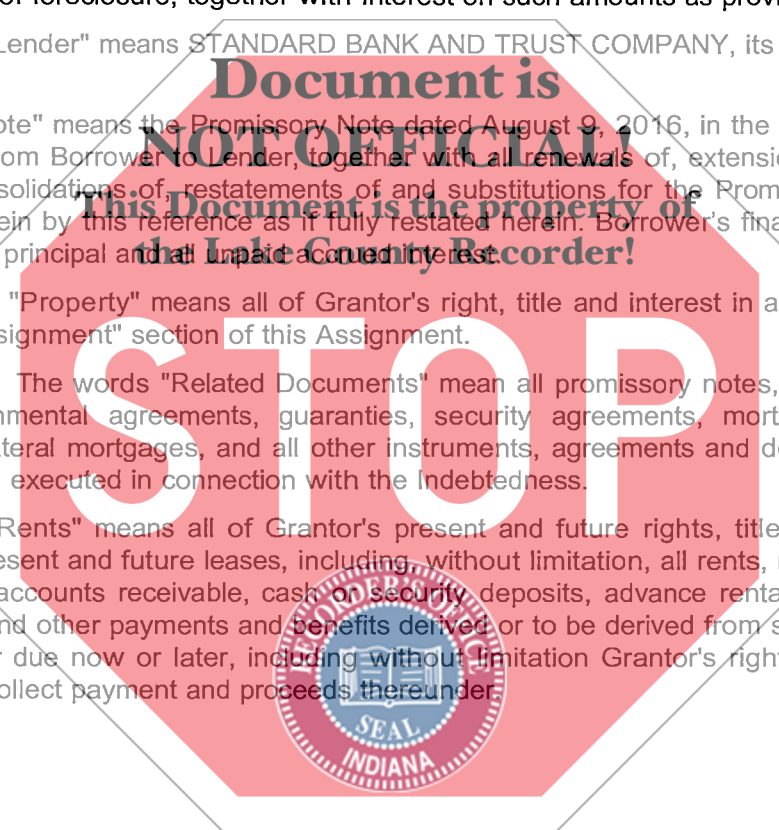 of foreclosure, together with interest on such amounts as provi
Lender" means STANDARD BANK AND TRUST COMPANY, its
Document is
ote" means the Promissory Note dated August 9, 2016, in the
NOT OFFICIAL!
om Borrower to Lender, together with all renewals of, extensi
solidations of, restatements of and substitutions for the Prom
This Document is the property of
ein by this reference as if fully restated herein. Borrower's fina
principal and all unpaid accrued interest.
the Lake County Recorder!
"Property" means all of Grantor's right, title and interest in a
signment" section of this Assignment.
STOP
The words "Related Documents" mean all promissory notes,
nmental agreements, guaranties, security agreements, mort
ateral mortgages, and all other instruments, agreements and d
executed in connection with the Indebtedness.
Rents" means all of Grantor's present and future rights, title
esent and future leases, including, without limitation, all rents,
accounts receivable, cash or security deposits, advance renta
nd other payments and benefits derived or to be derived from s
r due now or later, including without limitation Grantor's right
ollect payment and proceeds thereunder.
RECORDER'S OFFICE
SEAL
INDIANA